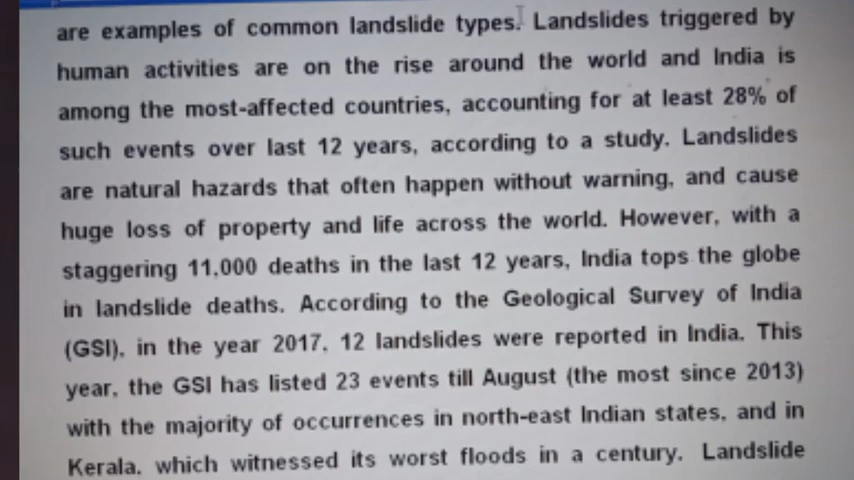 are examples of common landslide types. Landslides triggered by
human activities are on the rise around the world and India is
among the most-affected countries, accounting for at least 28% of
such events over last 12 years, according to a study. Landslides
are natural hazards that often happen without warning, and cause
huge loss of property and life across the world. However, with a
staggering 11,000 deaths in the last 12 years, India tops the globe
in landslide deaths. According to the Geological Survey of India
(GSI), in the year 2017, 12 landslides were reported in India. This
year, the GSI has listed 23 events till August (the most since 2013)
with the majority of occurrences in north-east Indian states, and in
Kerala, which witnessed its worst floods in a century. Landslide